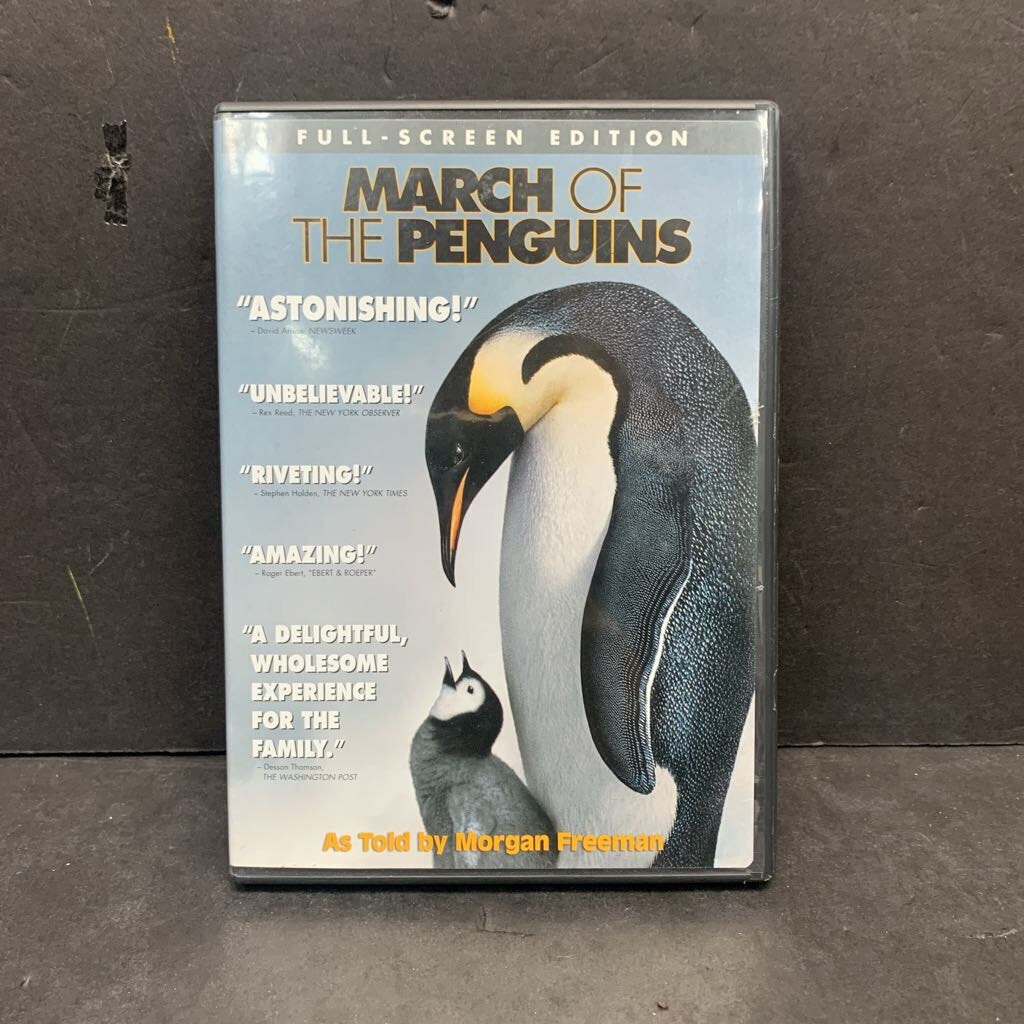 FULL-SCREEN EDITION
MARCH OF
THE PENGUINS
“ASTONISHING!”
– David Ansen, NEWSWEEK
“UNBELIEVABLE!”
– Rex Reed, THE NEW YORK OBSERVER
“RIVETING!”
– Stephen Holden, THE NEW YORK TIMES
“AMAZING!”
– Roger Ebert, "EBERT & ROEPER"
“A DELIGHTFUL,
WHOLESOME
EXPERIENCE
FOR THE
FAMILY.”
– Desson Thomson,
THE WASHINGTON POST
As Told by Morgan Freeman